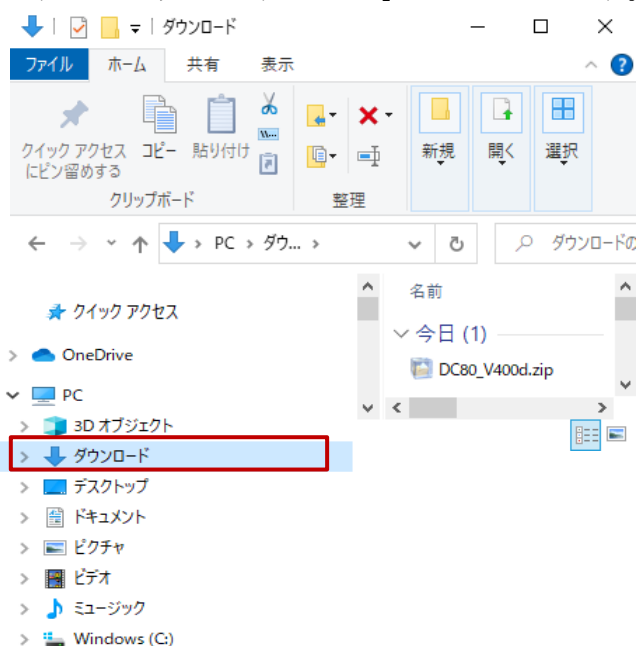 ダウンロード
ファイル ホーム 共有 表示
クイック アクセス
にピン留めする
コピー
貼り付け
新規
開く
選択
クリップボード
整理
PC ダウ...
ダウンロードの
クイック アクセス
OneDrive
PC
3D オブジェクト
ダウンロード
デスクトップ
ドキュメント
ピクチャ
ビデオ
ミュージック
Windows (C:)
名前
今日 (1)
DC80_V400d.zip